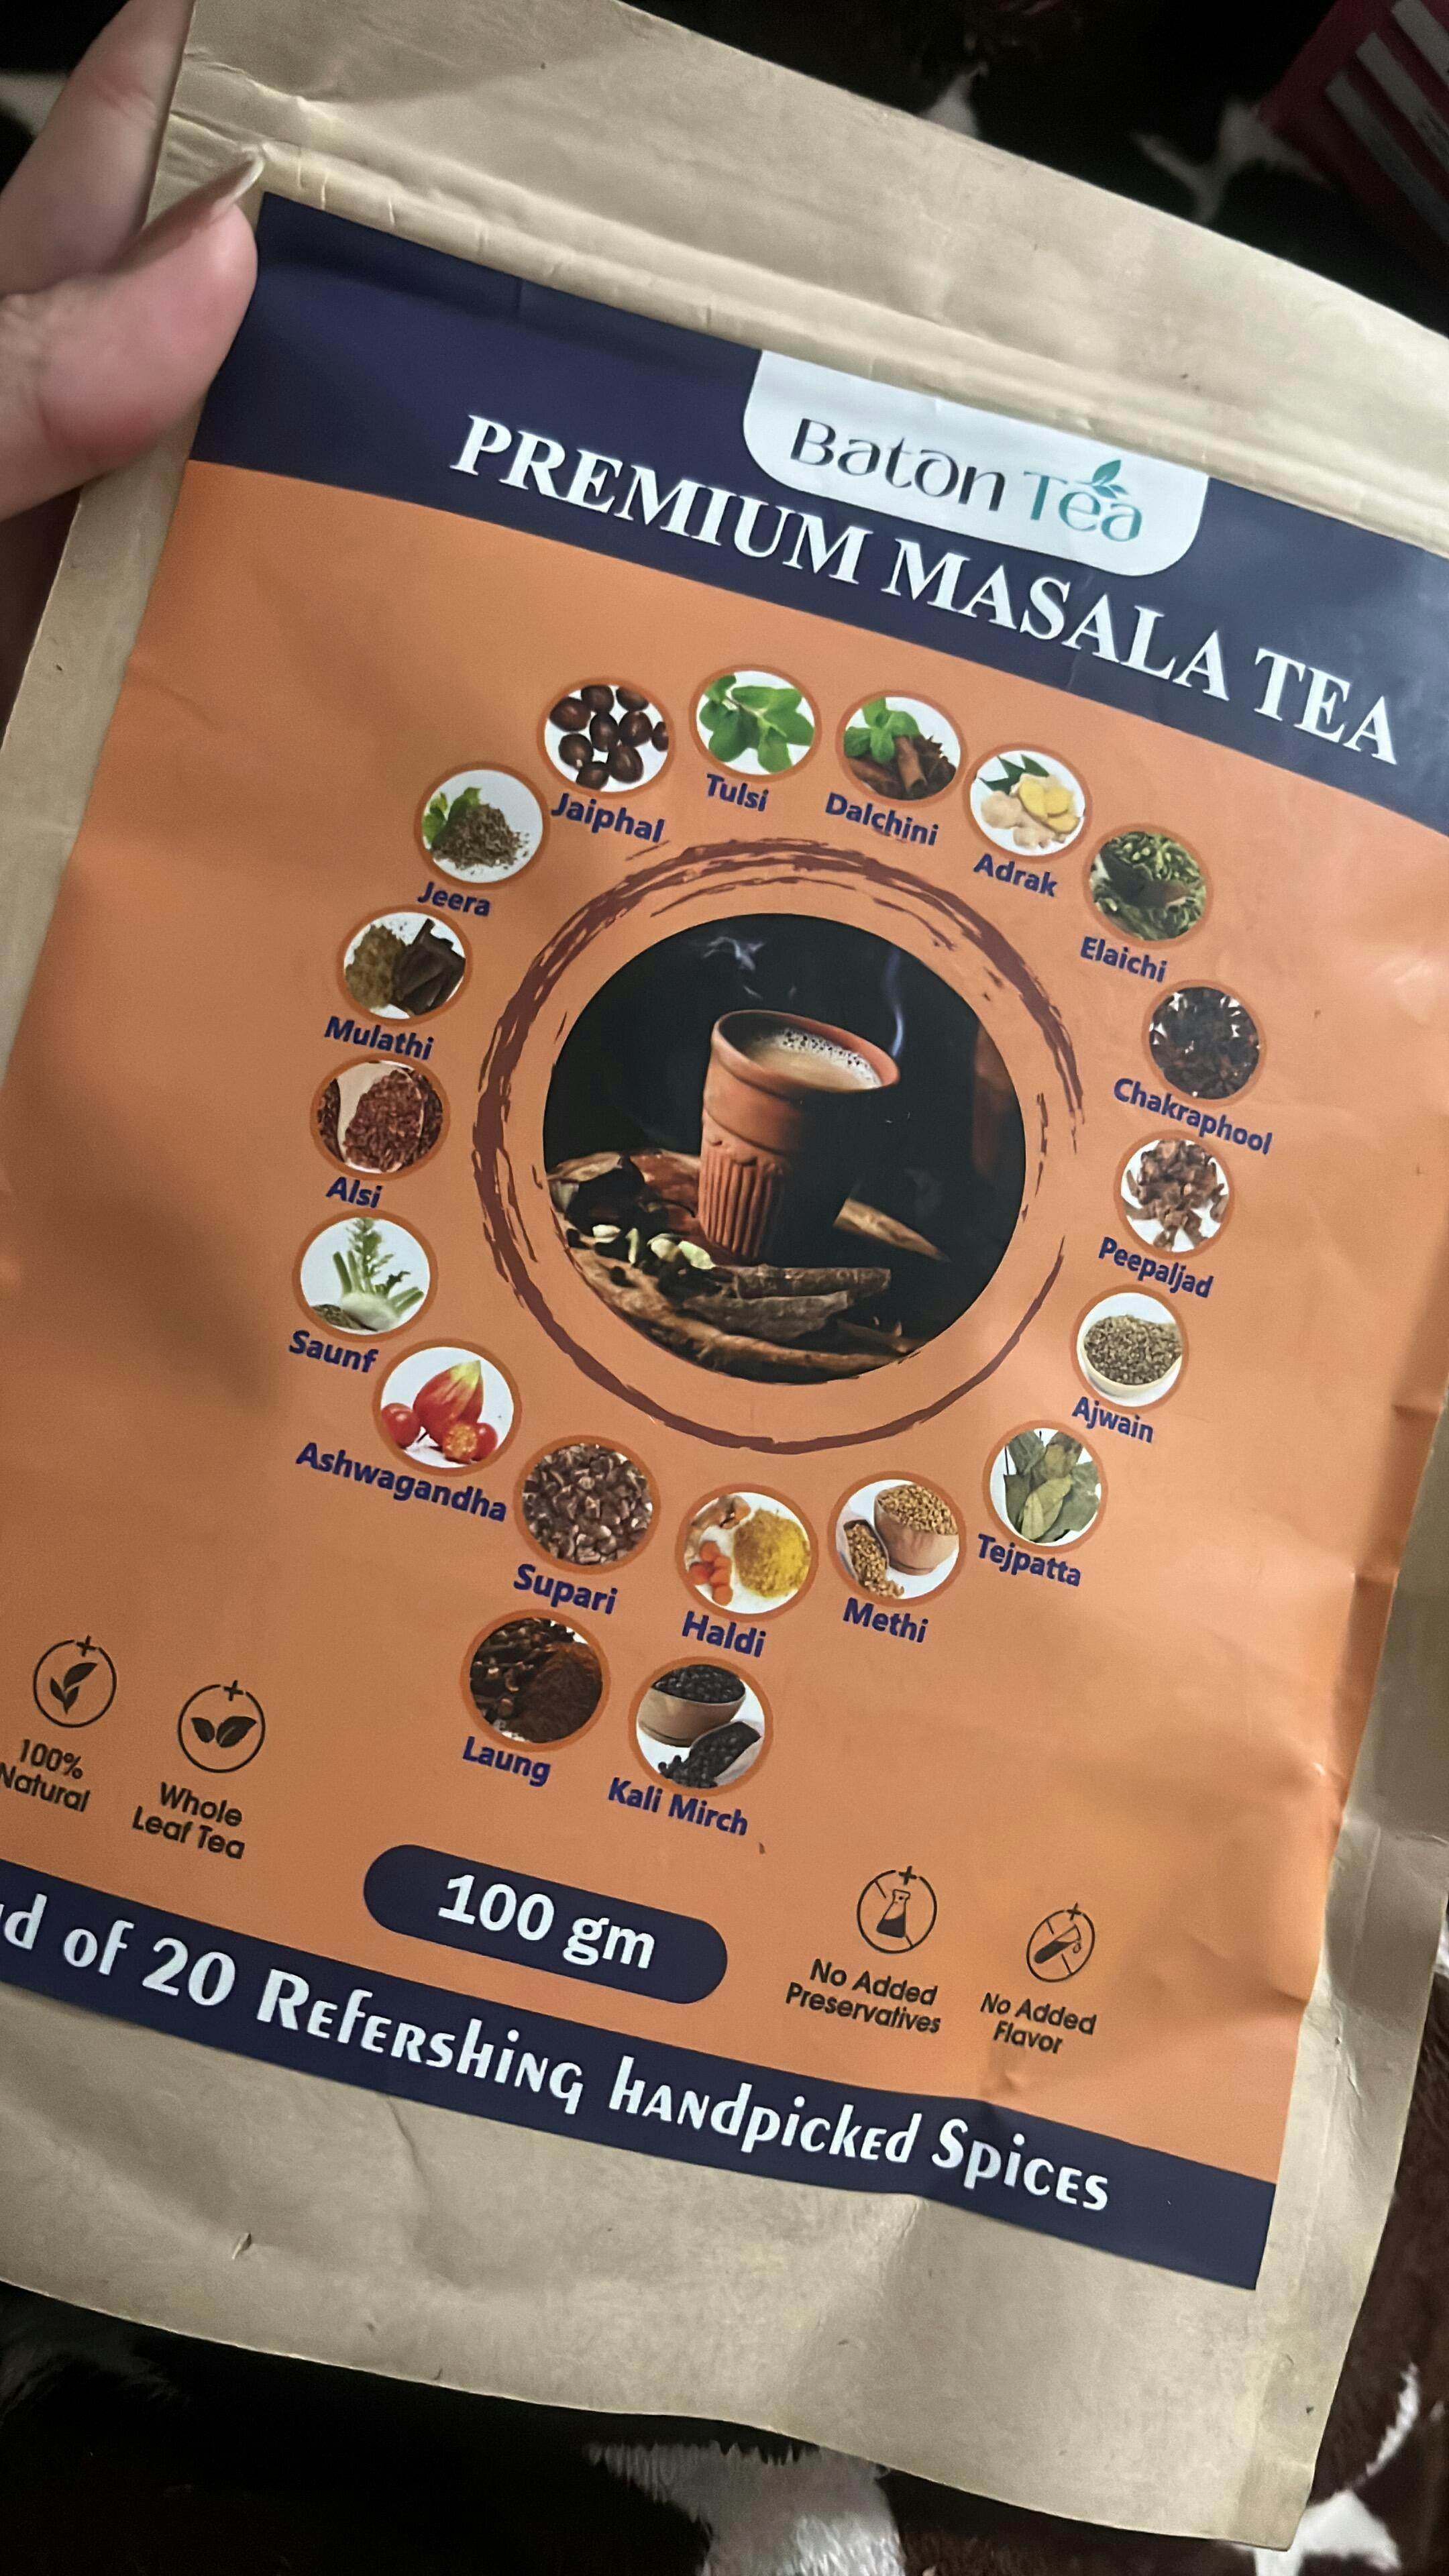 Baton Tea
PREMIUM MASALA TEA
Jaiphal
Tulsi
Dalchini
Adrak
Elaichi
Chakraphool
Peepaljad
Ajwain
Tejpatta
Methi
Haldi
Supari
Ashwagandha
Saunf
Alsi
Mulathi
Jeera
Laung
Kali Mirch
100%
Natural
Whole
Leaf Tea
100 gm
No Added
Preservatives
No Added
Flavor
of 20 Refershing handpicked Spices